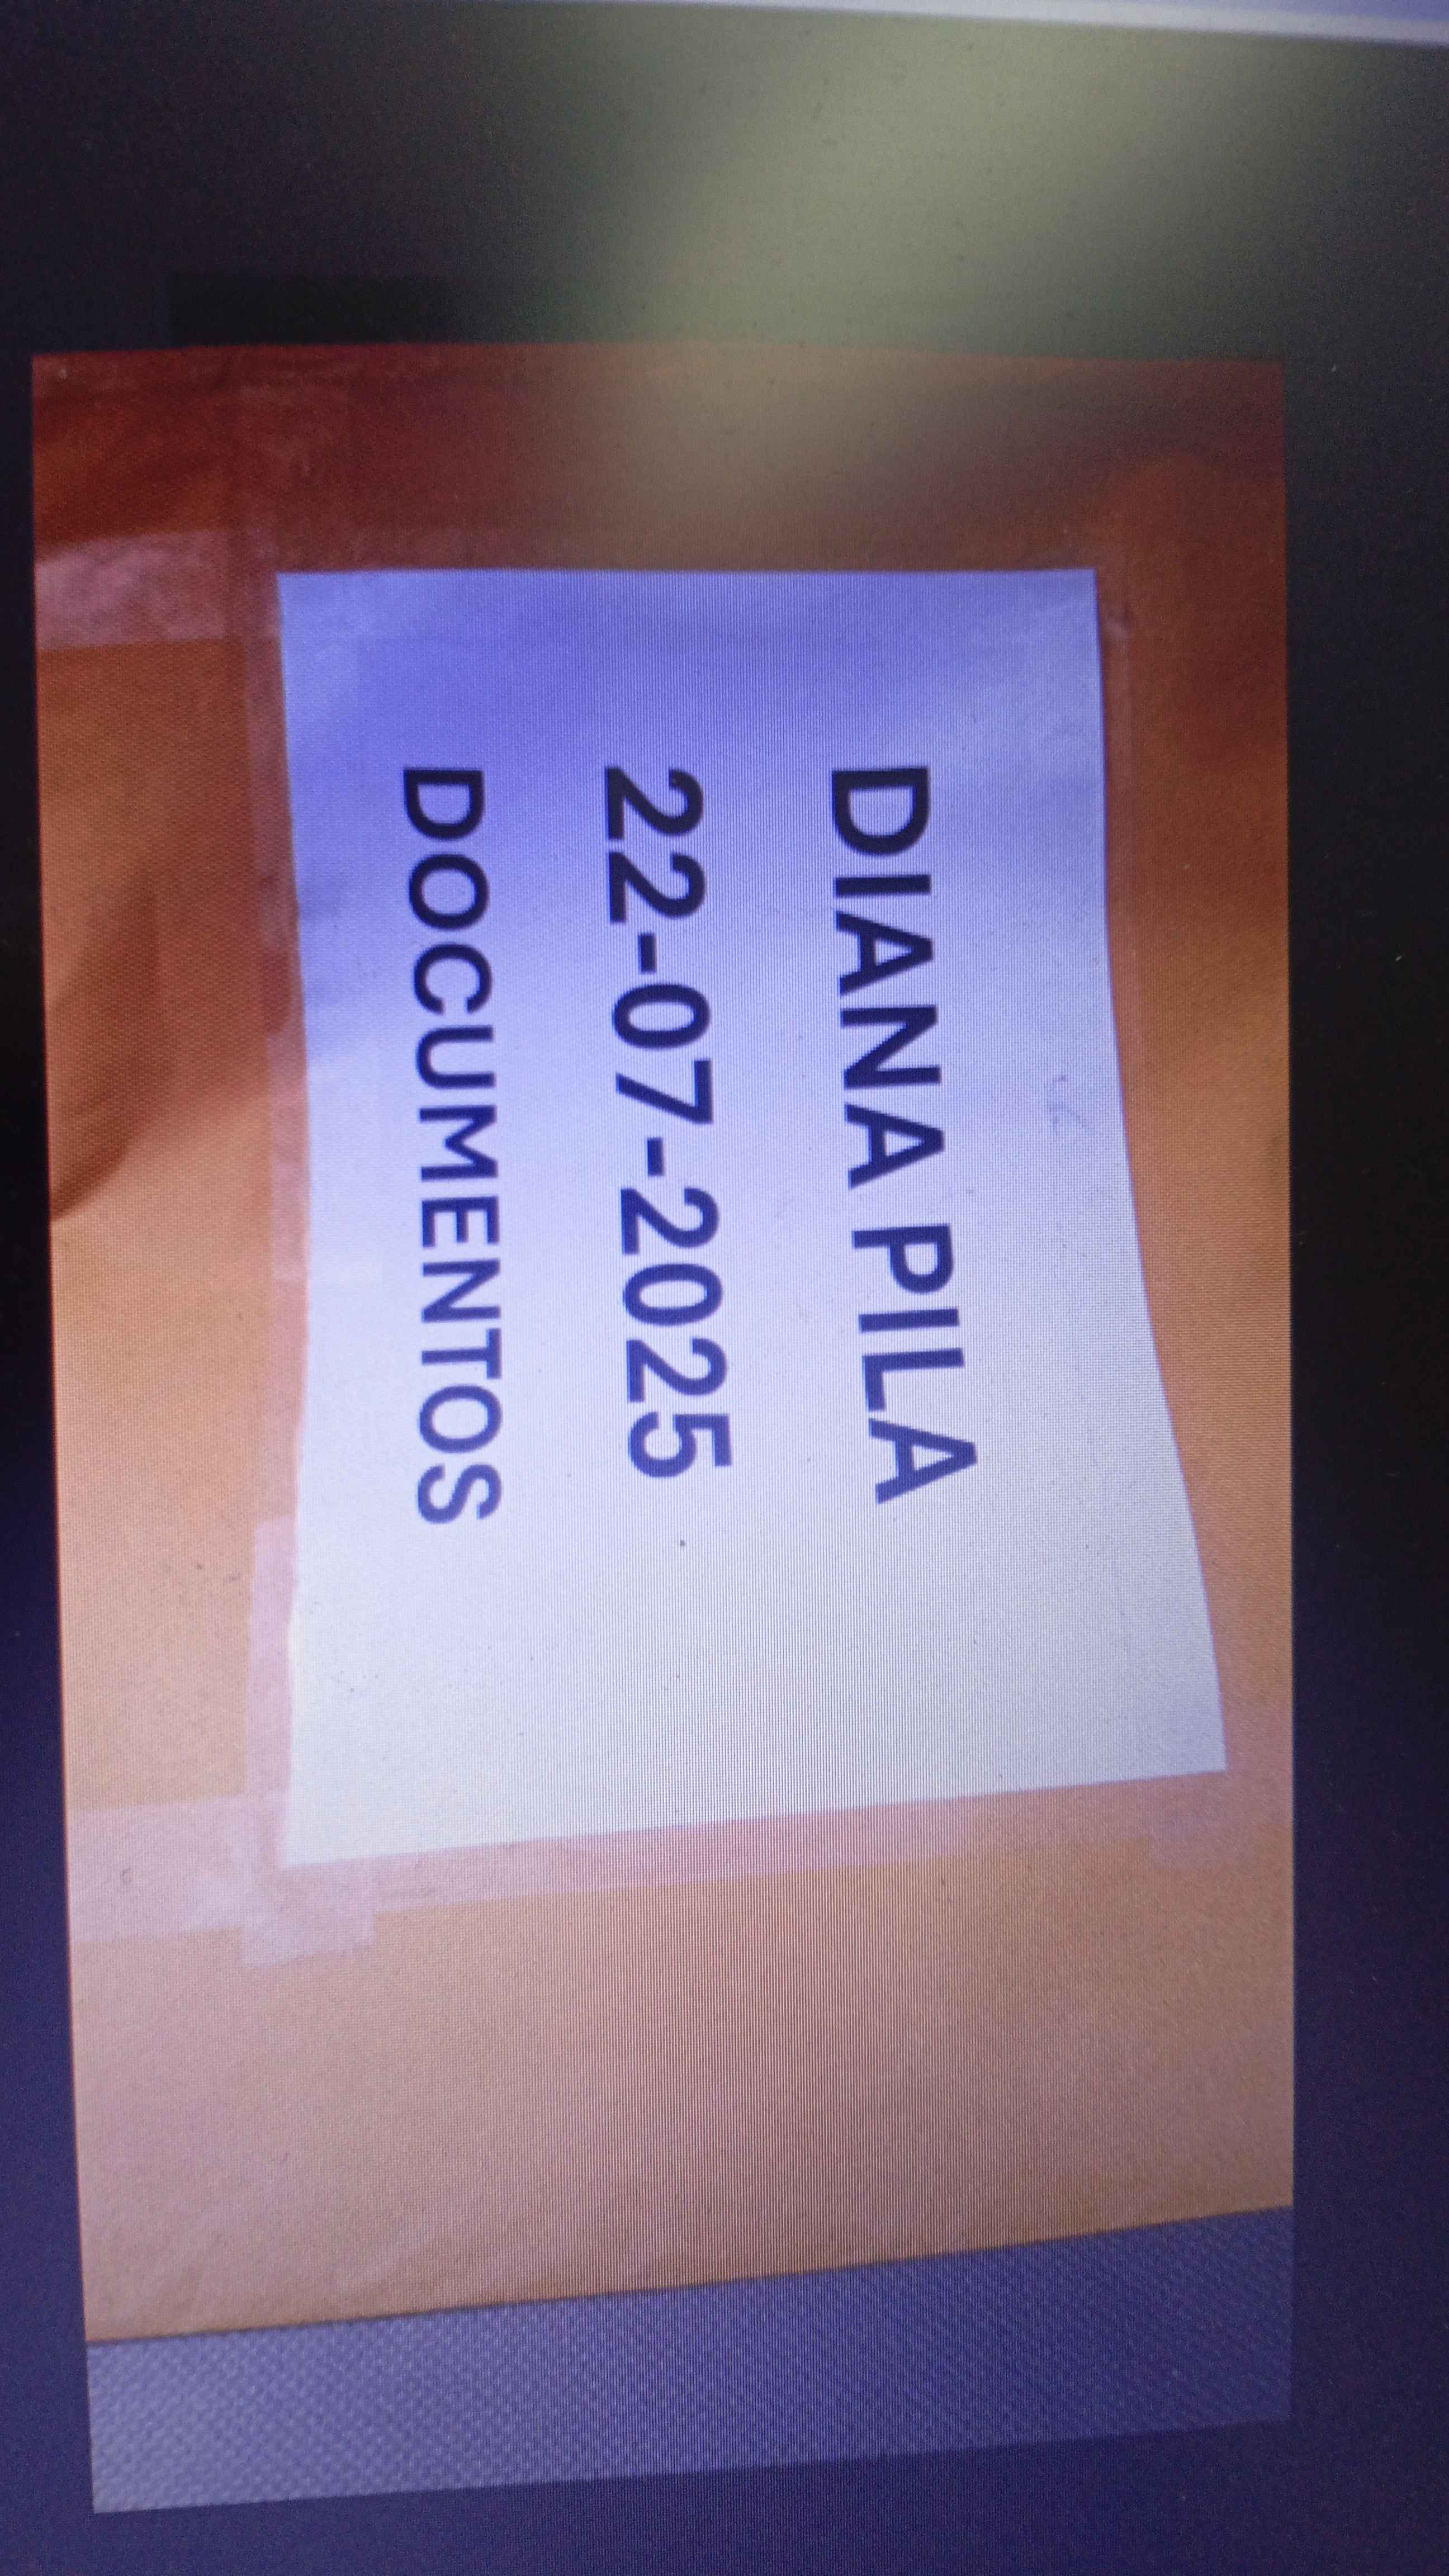 DIANA PILA
22-07-2025
DOCUMENTOS